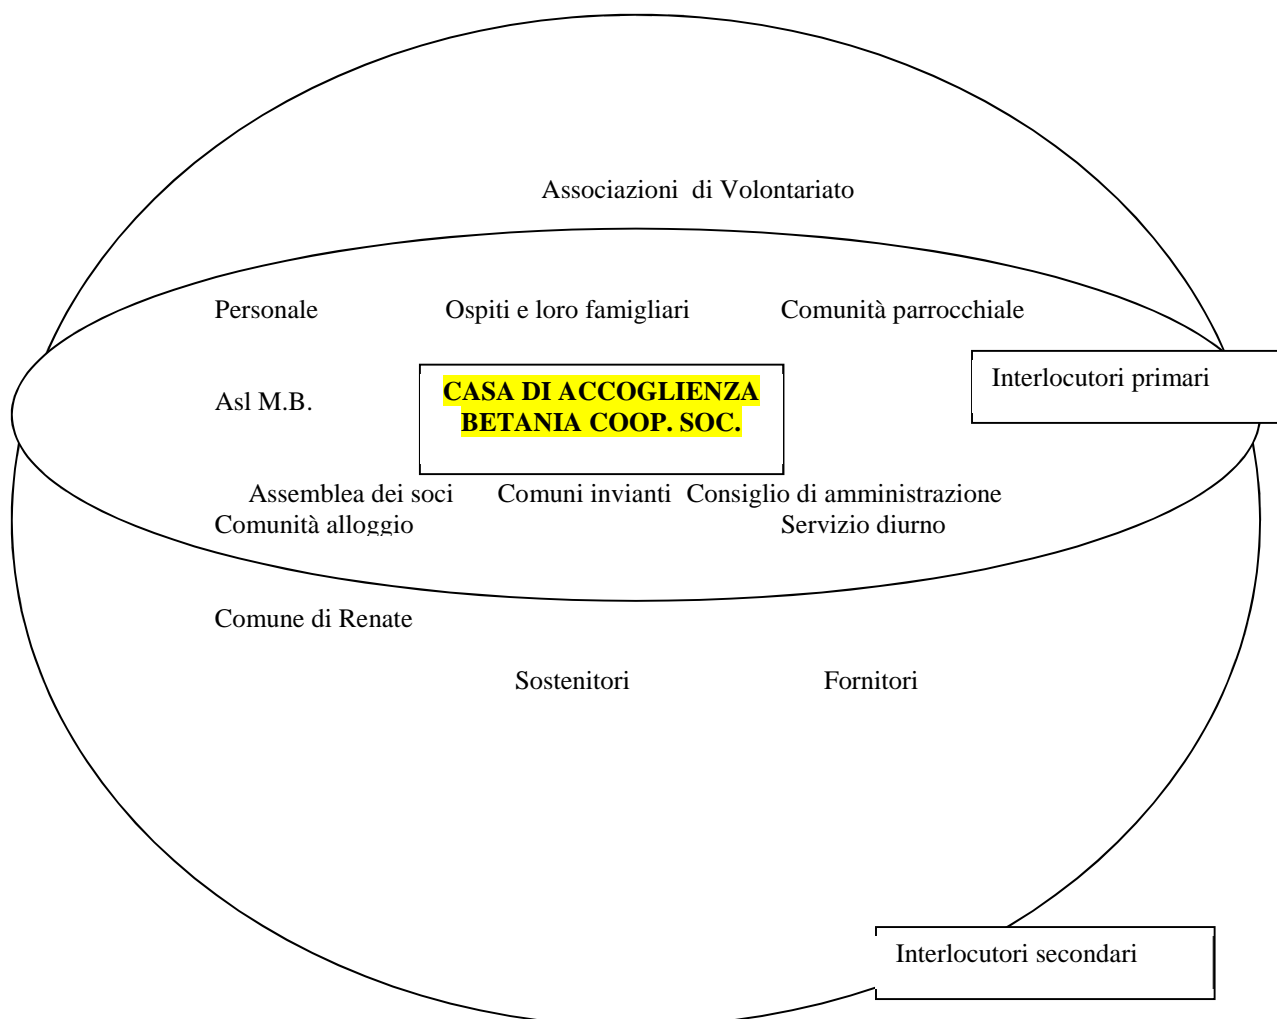 Associazioni  di Volontariato
Personale Ospiti e loro famigliari Comunità parrocchiale
Interlocutori primari
Asl M.B.
CASA DI ACCOGLIENZA
BETANIA COOP. SOC.
Assemblea dei soci Comuni invianti Consiglio di amministrazione
Comunità alloggio Servizio diurno
Comune di Renate
Sostenitori Fornitori
Interlocutori secondari